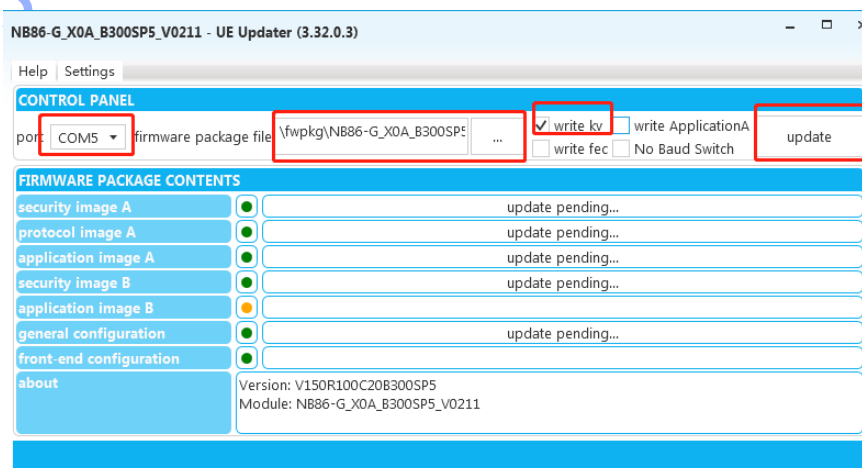 NB86-G_X0A_B300SP5_V0211 - UE Updater (3.32.0.3)
Help Settings
CONTROL PANEL
port COM5 firmware package file \fwpkg\NB86-G_X0A_B300SP5 ... write kv write ApplicationA update
write fec No Baud Switch
FIRMWARE PACKAGE CONTENTS
security image A update pending...
protocol image A update pending...
application image A update pending...
security image B update pending...
application image B
general configuration update pending...
front-end configuration
about Version: V150R100C20B300SP5
Module: NB86-G_X0A_B300SP5_V0211